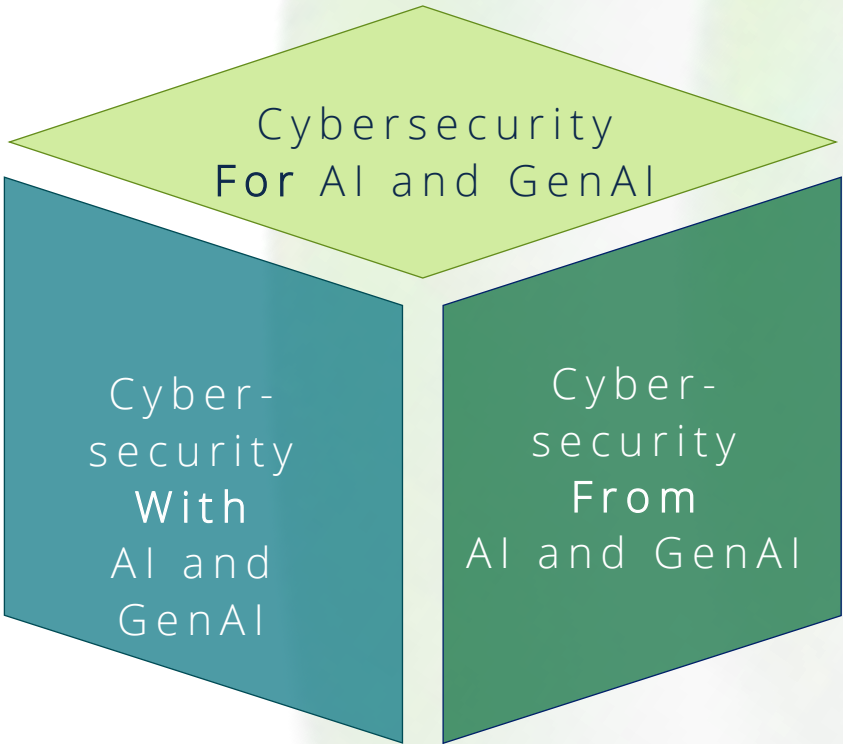 Cybersecurity
For AI and GenAI
Cyber-
security
With
AI and
GenAI
Cyber-
security
From
AI and GenAI